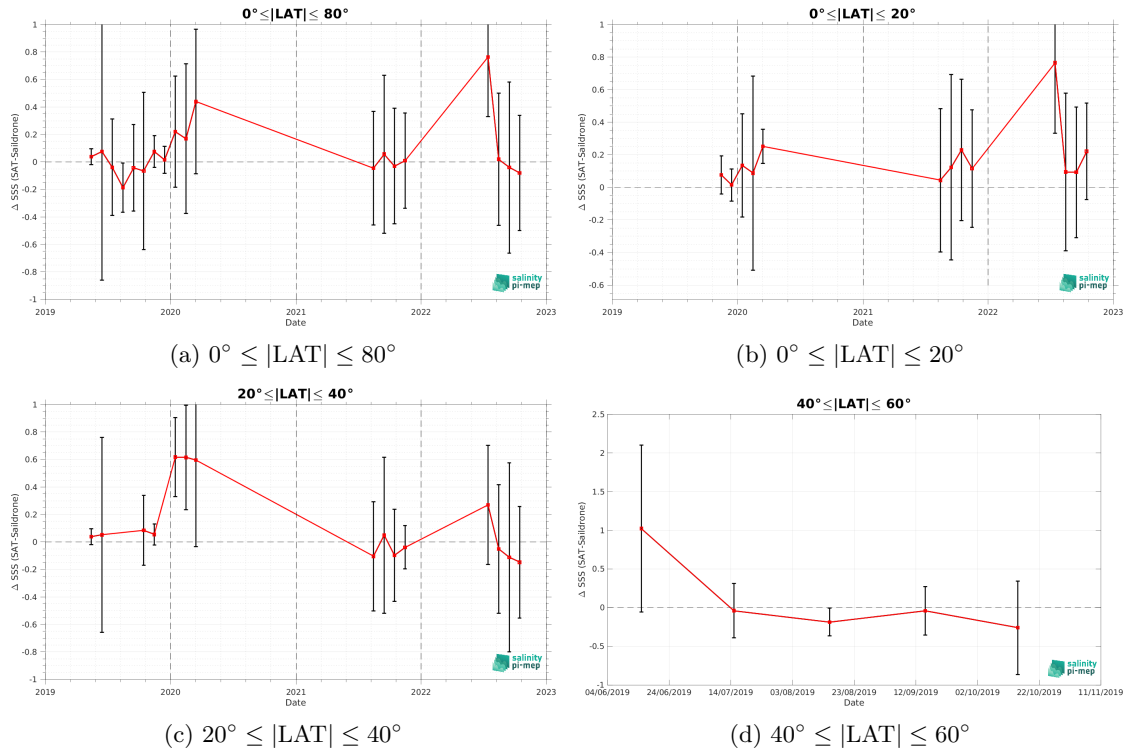 0°≤|LAT|≤ 80°
1
0.8
0.6
0.4
0.2
0
-0.2
-0.4
-0.6
-0.8
-1
Δ SSS (SAT-Saildrone)
2019
2020
2021
2022
2023
Date
salinity
pi-mep
(a) 0° ≤ |LAT| ≤ 80°
0°≤|LAT|≤ 20°
1
0.8
0.6
0.4
0.2
0
-0.2
-0.4
-0.6
Δ SSS (SAT-Saildrone)
2019
2020
2021
2022
2023
Date
salinity
pi-mep
(b) 0° ≤ |LAT| ≤ 20°
20°≤|LAT|≤ 40°
1
0.8
0.6
0.4
0.2
0
-0.2
-0.4
-0.6
-0.8
-1
Δ SSS (SAT-Saildrone)
2019
2020
2021
2022
2023
Date
salinity
pi-mep
(c) 20° ≤ |LAT| ≤ 40°
40°≤|LAT|≤ 60°
2.5
2
1.5
1
0.5
0
-0.5
-1
Δ SSS (SAT-Saildrone)
04/06/2019
24/06/2019
14/07/2019
03/08/2019
23/08/2019
12/09/2019
02/10/2019
22/10/2019
11/11/2019
Date
salinity
pi-mep
(d) 40° ≤ |LAT| ≤ 60°